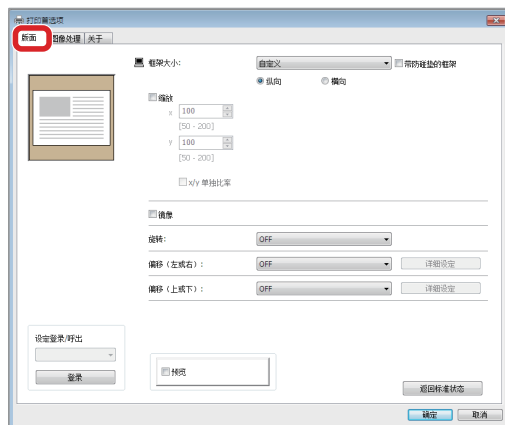 打印首选项
版面 图像处理 关于
框架大小: 自定义 带防碰垫的框架
纵向 横向
缩放
x 100
[50 - 200]
y 100
[50 - 200]
x/y 单独比率
镜像
旋转: OFF
偏移（左或右）: OFF 详细设定
偏移（上或下）: OFF 详细设定
设定登录/呼出
登录
预览
返回标准状态
确定 取消